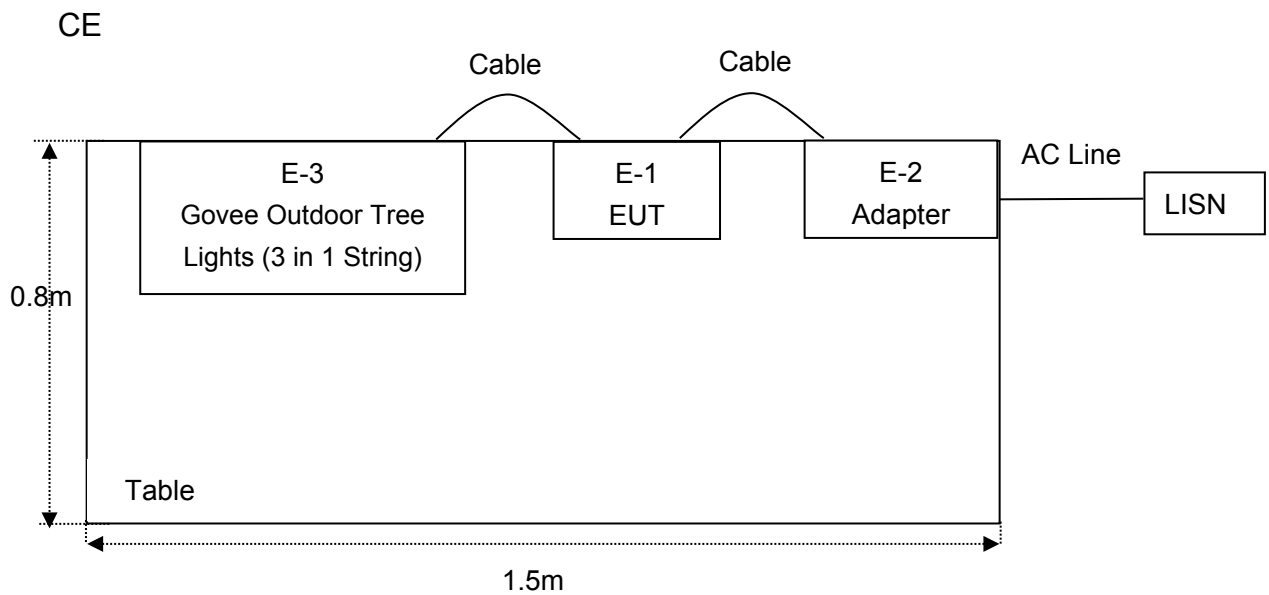 CE
Cable
Cable
AC Line
E-3
Govee Outdoor Tree
Lights (3 in 1 String)
E-1
EUT
E-2
Adapter
LISN
0.8m
Table
1.5m